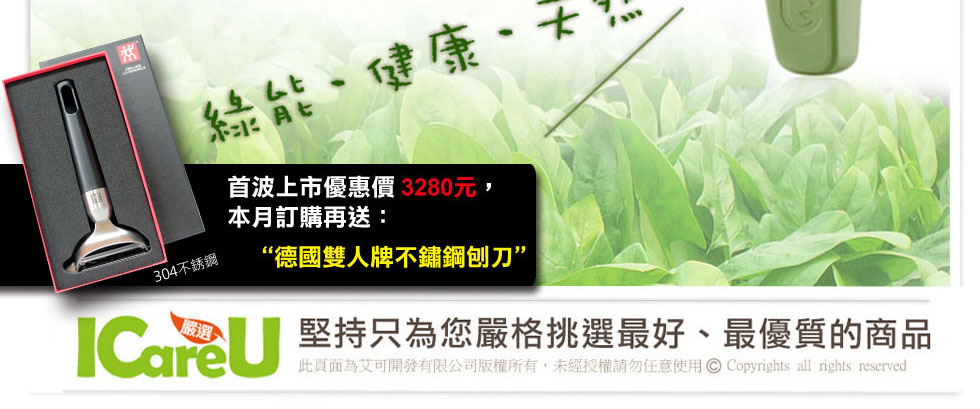 綠能、健康、天然
首波上市優惠價 3280元，
本月訂購再送：
“德國雙人牌不鏽鋼刨刀”
304不銹鋼
ICareU
嚴選
堅持只為您嚴格挑選最好、最優質的商品
此頁面為艾可開發有限公司版權所有，未經授權請勿任意使用 © Copyrights all rights reserved